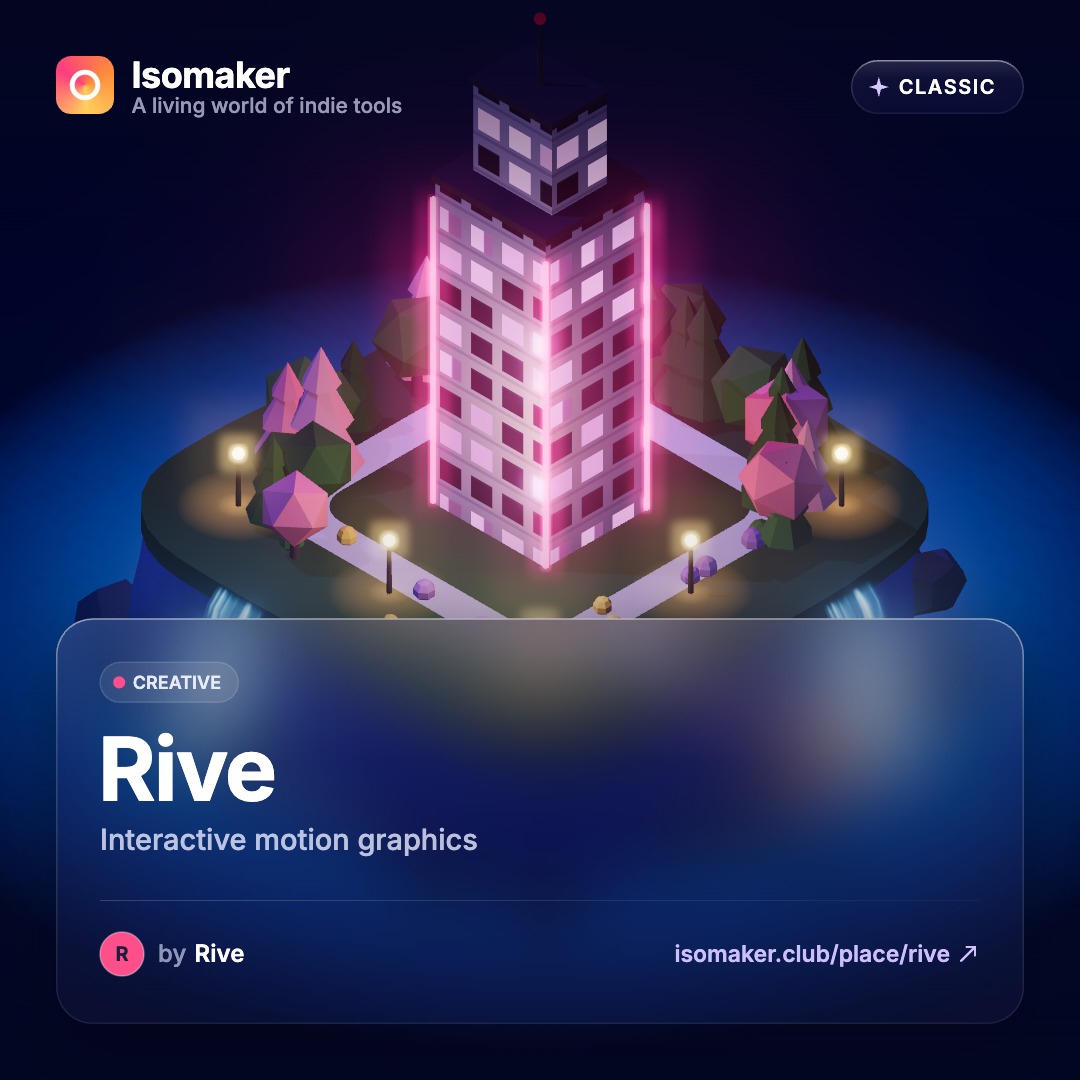 Isomaker
A living world of indie tools
CLASSIC
CREATIVE
Rive
Interactive motion graphics
R
by Rive
isomaker.club/place/rive ↗